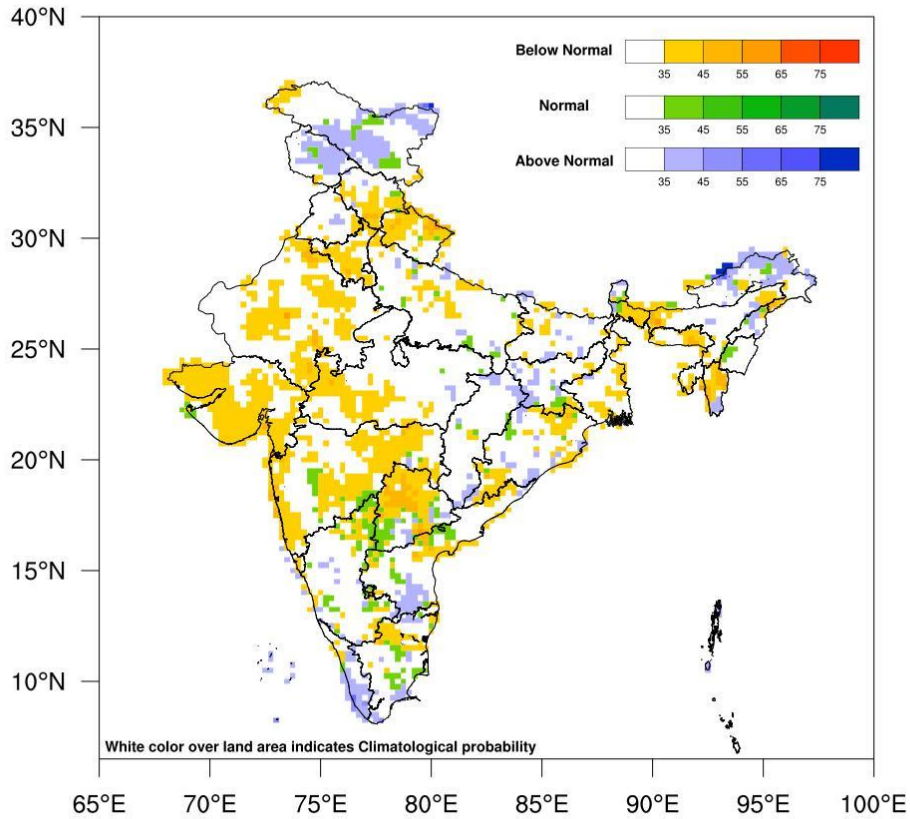 40°N
35°N
30°N
25°N
20°N
15°N
10°N
Below Normal
35 45 55 65 75
Normal
35 45 55 65 75
Above Normal
35 45 55 65 75
White color over land area indicates Climatological probability
65°E 70°E 75°E 80°E 85°E 90°E 95°E 100°E